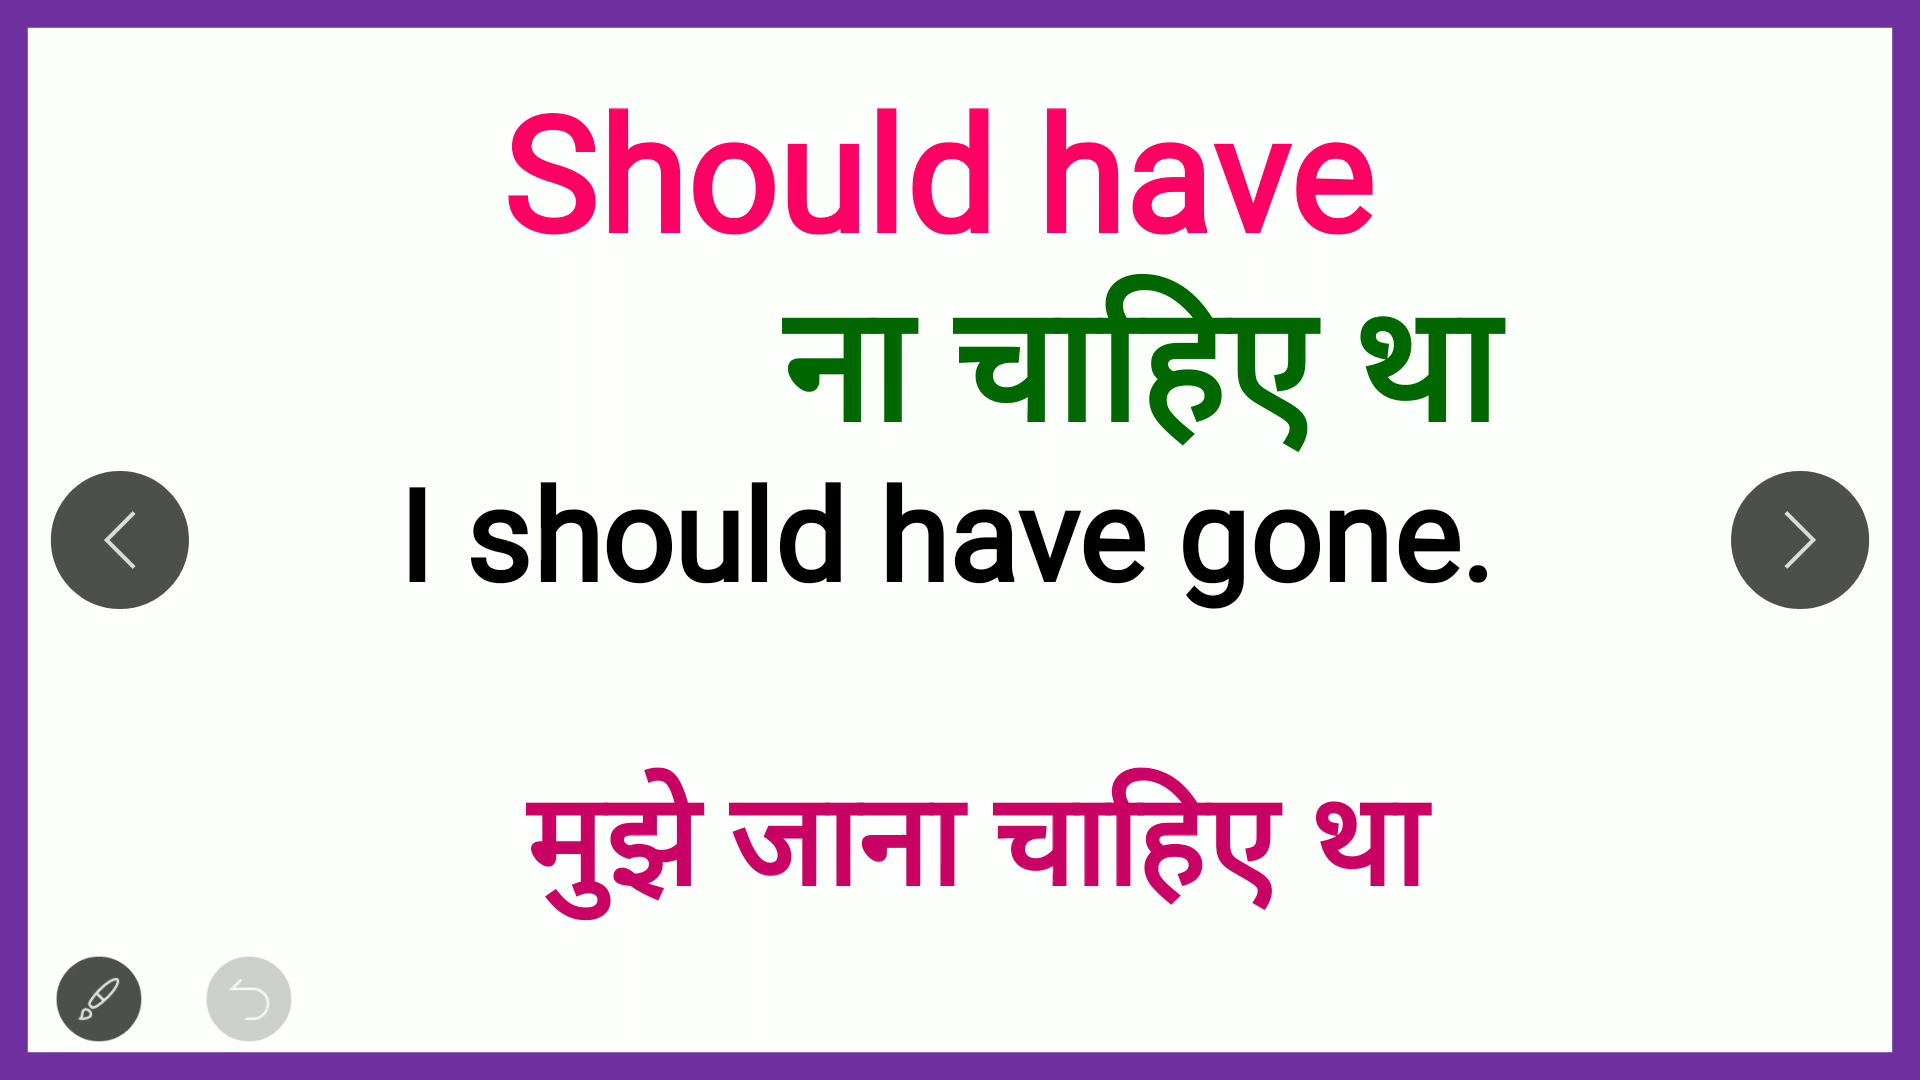 Should have
ना चाहिए था
I should have gone.
मुझे जाना चाहिए था